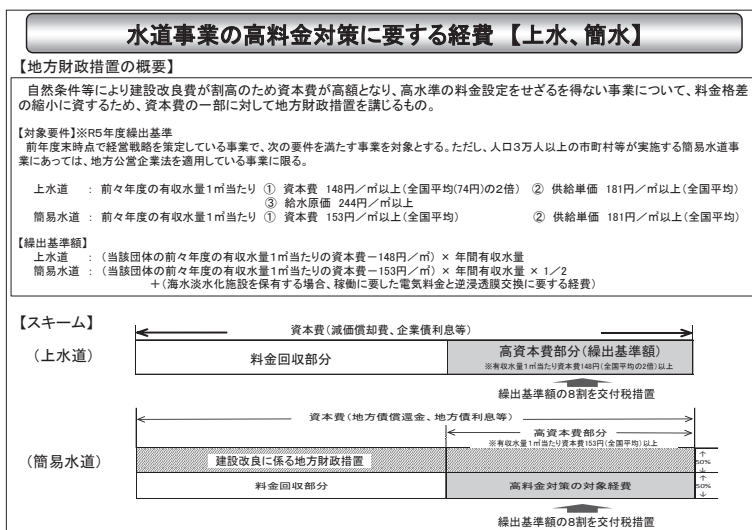 水道事業の高料金対策に要する経費 【上水、簡水】
【地方財政措置の概要】
自然条件等により建設改良費が割高のため資本費が高額となり、高水準の料金設定をせざるを得ない事業について、料金格差
の縮小に資するため、資本費の一部に対して地方財政措置を講じるもの。
【対象要件】※R5年度繰出基準
前年度末時点で経営戦略を策定している事業で、次の要件を満たす事業を対象とする。ただし、人口3万人以上の市町村等が実施する簡易水道事
業にあっては、地方公営企業法を適用している事業に限る。
上水道 : 前々年度の有収水量1㎥当たり ① 資本費 148円/㎥以上(全国平均(74円)の2倍) ② 供給単価 181円/㎥以上(全国平均)
③ 給水原価 244円/㎥以上
簡易水道 : 前々年度の有収水量1㎥当たり ① 資本費 153円/㎥以上(全国平均) ② 供給単価 181円/㎥以上(全国平均)
【繰出基準額】
上水道 : (当該団体の前々年度の有収水量1㎥当たりの資本費-148円/㎥) × 年間有収水量
簡易水道 : (当該団体の前々年度の有収水量1㎥当たりの資本費-153円/㎥) × 年間有収水量 × 1/2
+(海水淡水化施設を保有する場合、稼働に要した電気料金と逆浸透膜交換に要する経費)
【スキーム】
資本費(減価償却費、企業債利息等)
(上水道)
料金回収部分
高資本費部分(繰出基準額)
※有収水量1㎥当たり資本費148円(全国平均の2倍)以上
繰出基準額の8割を交付税措置
資本費(地方債償還金、地方債利息等)
高資本費部分
※有収水量1㎥当たり資本費153円(全国平均)以上
(簡易水道)
建設改良に係る地方財政措置
↑
50%
↓
料金回収部分
高料金対策の対象経費
↑
50%
↓
繰出基準額の8割を交付税措置